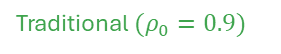 Traditional (ρ₀ = 0.9)